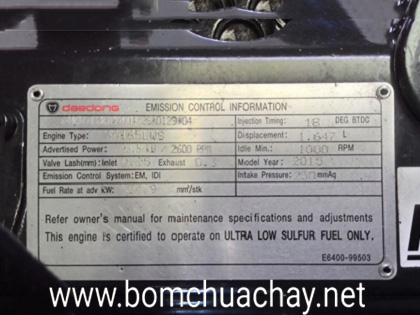 daedong EMISSION CONTROL INFORMATION
Injection Timing: 18 DEG BTDC
Engine Type: Displacement: 1.647 L
Advertised Power: / 2600 RPM Idle Min.: 1000 RPM
Valve Lash(mm): Inlet Exhaust Model Year: 2015
Emission Control System: EM, IDI Intake Pressure: mmAq
Fuel Rate at adv kW: mm³/stk
Refer owner's manual for maintenance specifications and adjustments
This engine is certified to operate on ULTRA LOW SULFUR FUEL ONLY.
E6400-99503
www.bomchuachay.net